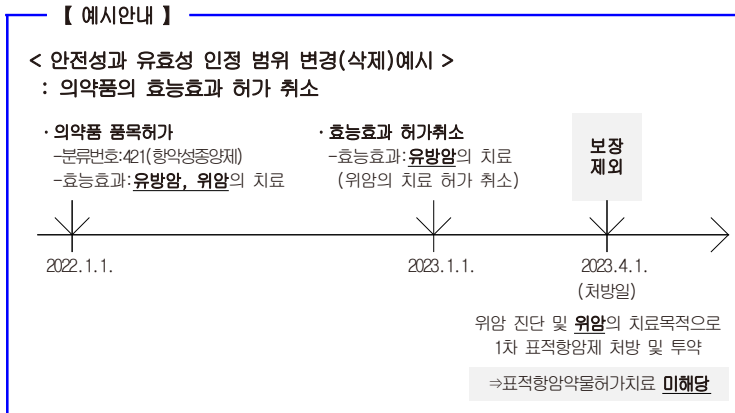 【 예시안내 】
< 안전성과 유효성 인정 범위 변경(삭제)예시 >
: 의약품의 효능효과 허가 취소
· 의약품 품목허가
-분류번호:421(항악성종양제)
-효능효과:유방암, 위암의 치료
· 효능효과 허가취소
-효능효과:유방암의 치료
(위암의 치료 허가 취소)
보장
제외
2022.1.1.
2023.1.1.
2023.4.1.
(처방일)
위암 진단 및 위암의 치료목적으로
1차 표적항암제 처방 및 투약
⇒표적항암약물허가치료 미해당